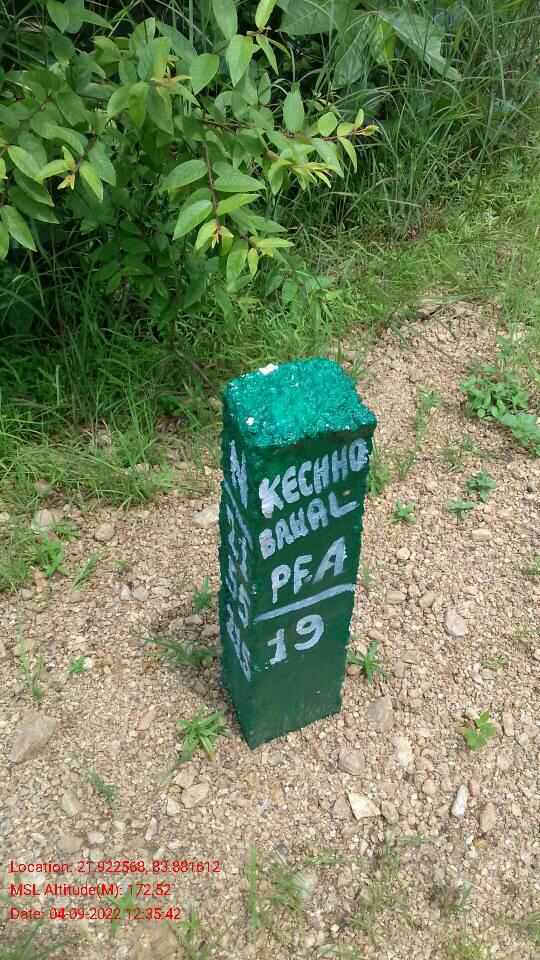 KECHHO
BAHAL
PFA
19
N
Location: 21.922568, 83.881612
MSL Altitude(M): 172.52
Date: 04-09-2022 12:35:42